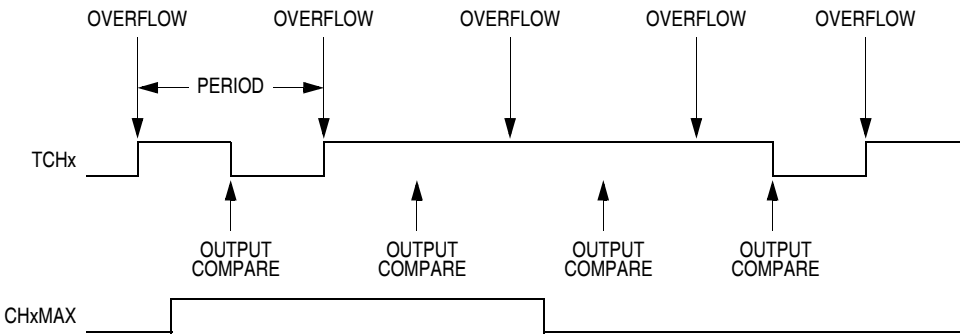 OVERFLOW OVERFLOW OVERFLOW OVERFLOW OVERFLOW
PERIOD
TCHx
OUTPUT COMPARE
OUTPUT COMPARE
OUTPUT COMPARE
OUTPUT COMPARE
CHxMAX